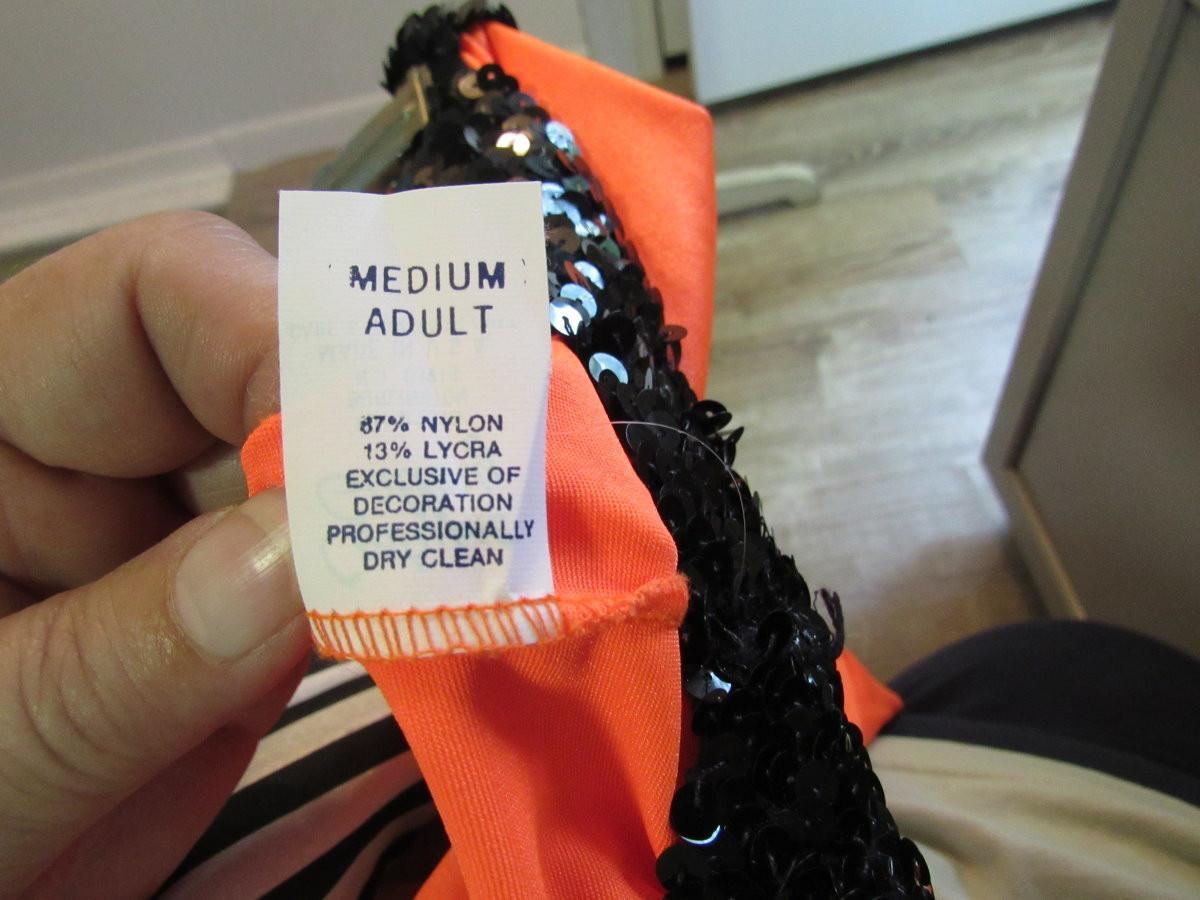 MEDIUM
ADULT
87% NYLON
13% LYCRA
EXCLUSIVE OF
DECORATION
PROFESSIONALLY
DRY CLEAN